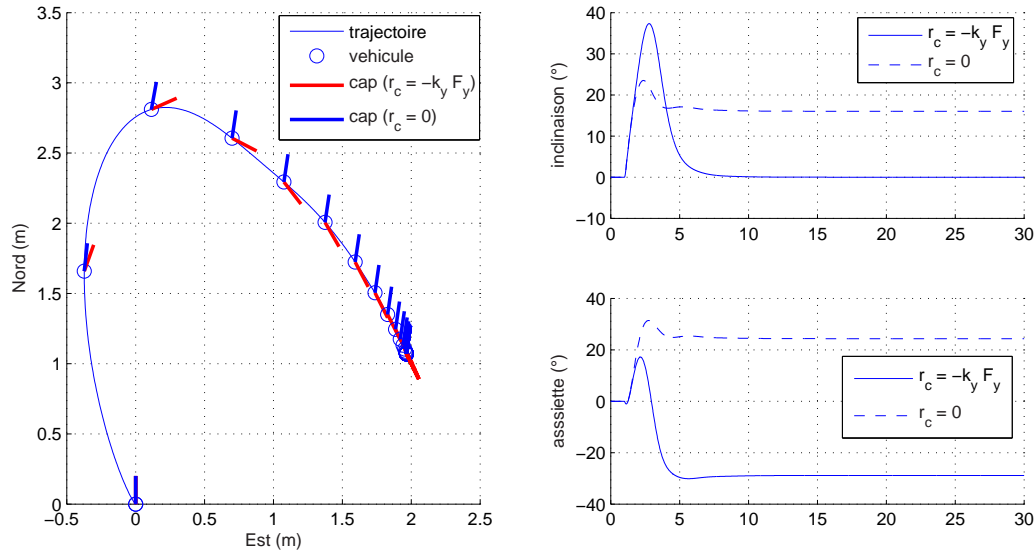 3.5
3
2.5
2
1.5
1
0.5
0
−0.5 0 0.5 1 1.5 2 2.5
Nord (m)
Est (m)
trajectoire
vehicule
cap (r_c = −k_y F_y)
cap (r_c = 0)
40
30
20
10
0
−10
0 5 10 15 20 25 30
inclinaison (°)
r_c = −k_y F_y
r_c = 0
40
20
0
−20
−40
0 5 10 15 20 25 30
asssiette (°)
r_c = −k_y F_y
r_c = 0